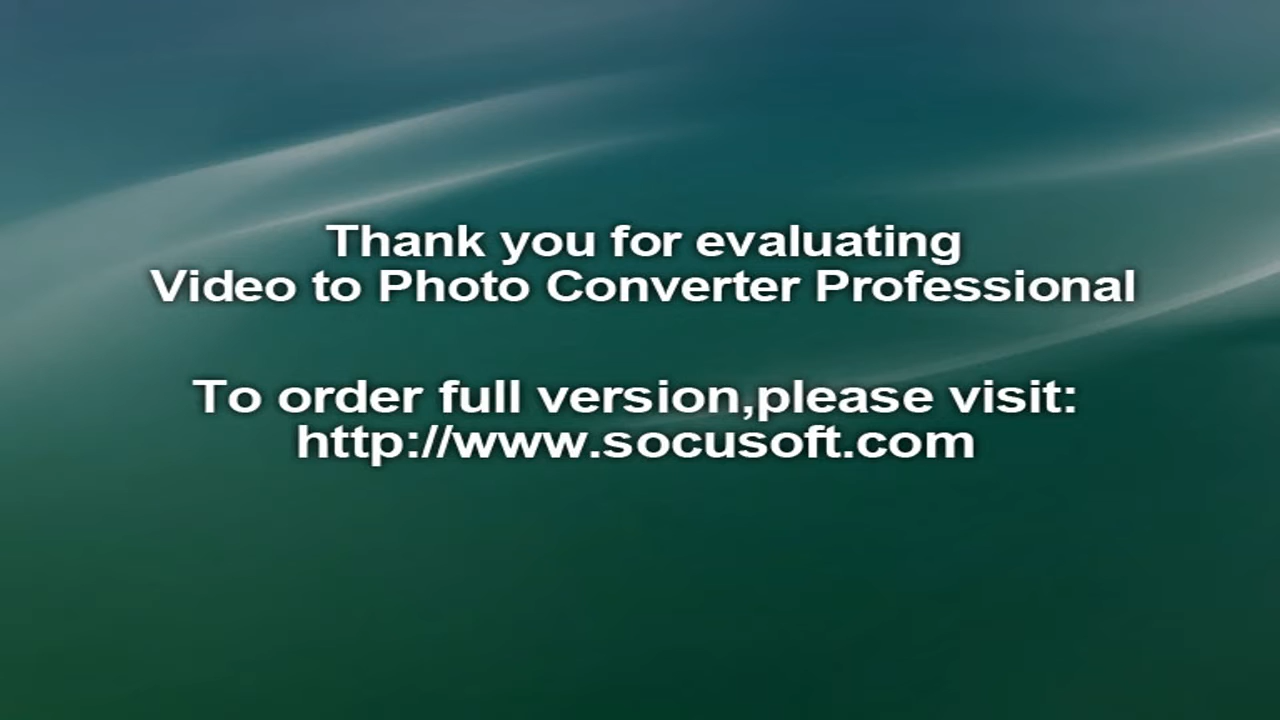 Thank you for evaluating
Video to Photo Converter Professional
To order full version,please visit:
http://www.socusoft.com